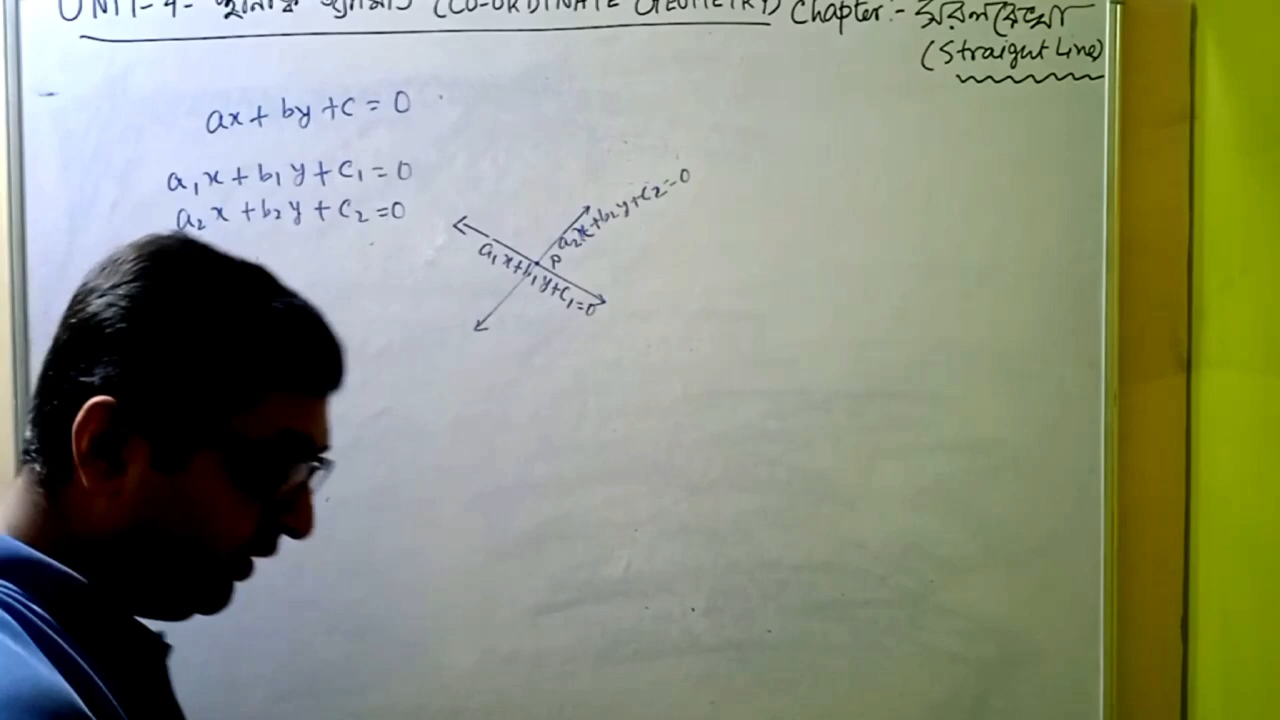 UNIT-4- স্থানাঙ্ক জ্যামিতি (CO-ORDINATE GEOMETRY) Chapter:- সরলরেখা
(Straight Line)
ax + by + c = 0
a₁x + b₁y + c₁ = 0
a₂x + b₂y + c₂ = 0
a₂x+b₂y+c₂=0
P
a₁x+b₁y+c₁=0